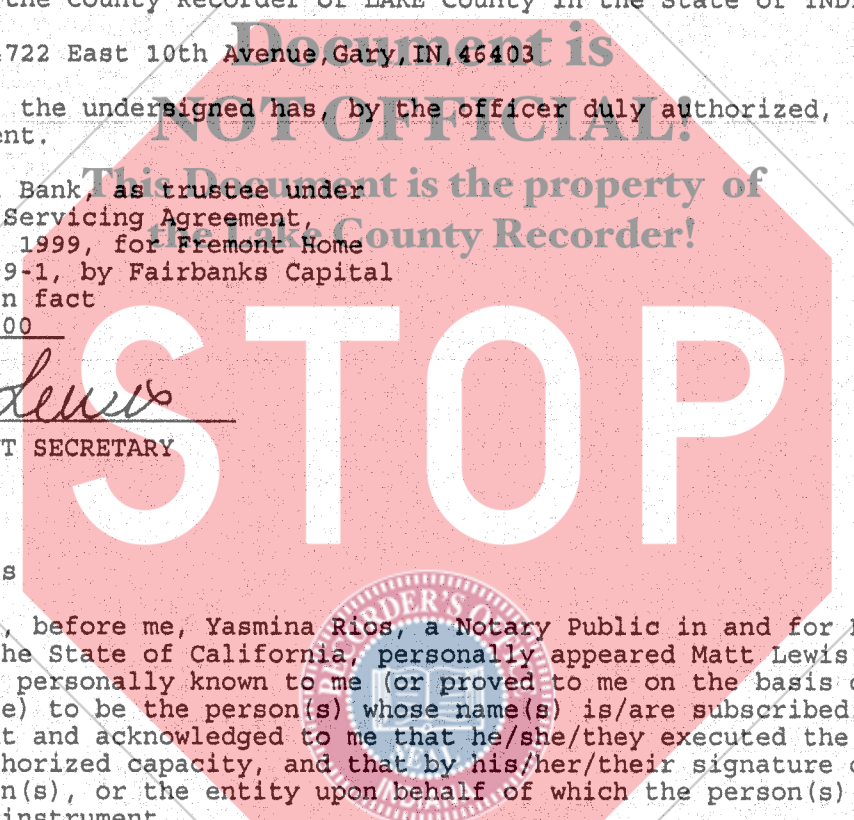 the County Recorder of LAKE County in the State of IND
722 East 10th Avenue,Gary,IN,46403
Document is
the undersigned has, by the officer duly authorized,
NOT OFFICIAL!
ent.
This Document is the property of
Bank, as trustee under
Servicing Agreement,
the Lake County Recorder!
1999, for Fremont Home
9-1, by Fairbanks Capital
n fact
00
Lewis
STOP
T SECRETARY
s
RECORDER'S OF
, before me, Yasmina Rios, a Notary Public in and for
he State of California, personally appeared Matt Lewis
personally known to me (or proved to me on the basis o
e) to be the person(s) whose name(s) is/are subscribed
t and acknowledged to me that he/she/they executed the
SEAL
horized capacity, and that by his/her/their signature o
n(s), or the entity upon behalf of which the person(s)
INDIANA
instrument